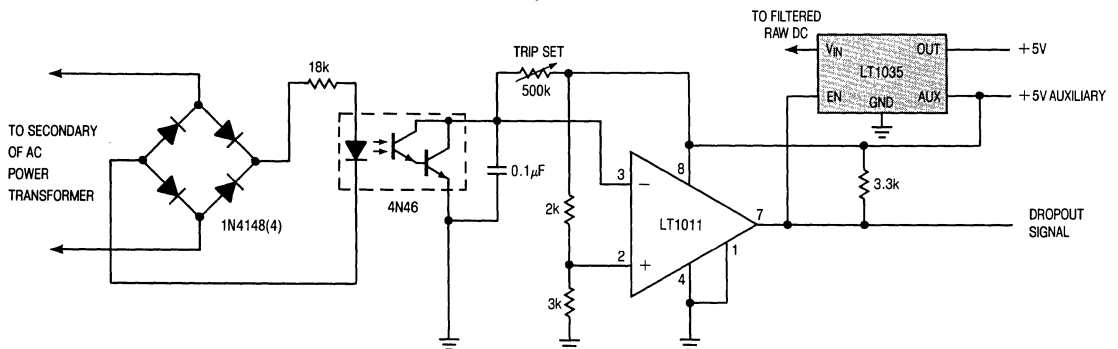 TO SECONDARY
OF AC
POWER
TRANSFORMER
1N4148(4)
18k
4N46
TRIP SET
500k
0.1μF
2k
3k
3
−
2
+
8
LT1011
7
1
4
TO FILTERED
RAW DC
VIN
OUT
LT1035
EN
GND
AUX
+5V
+5V AUXILIARY
3.3k
DROPOUT
SIGNAL